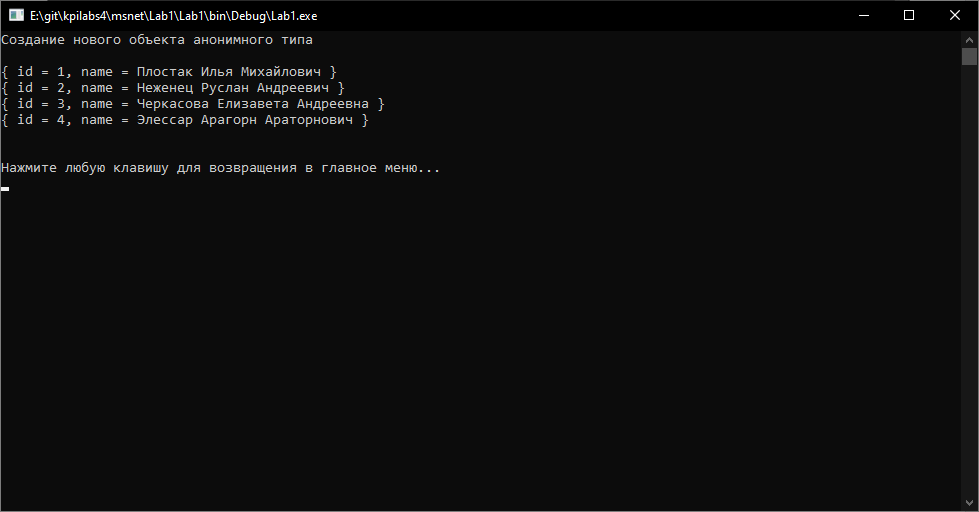 E:\git\kpilabs4\msnet\Lab1\Lab1\bin\Debug\Lab1.exe
Создание нового объекта анонимного типа
{ id = 1, name = Плостак Илья Михайлович }
{ id = 2, name = Неженец Руслан Андреевич }
{ id = 3, name = Черкасова Елизавета Андреевна }
{ id = 4, name = Элессар Арагорн Араторнович }
Нажмите любую клавишу для возвращения в главное меню...